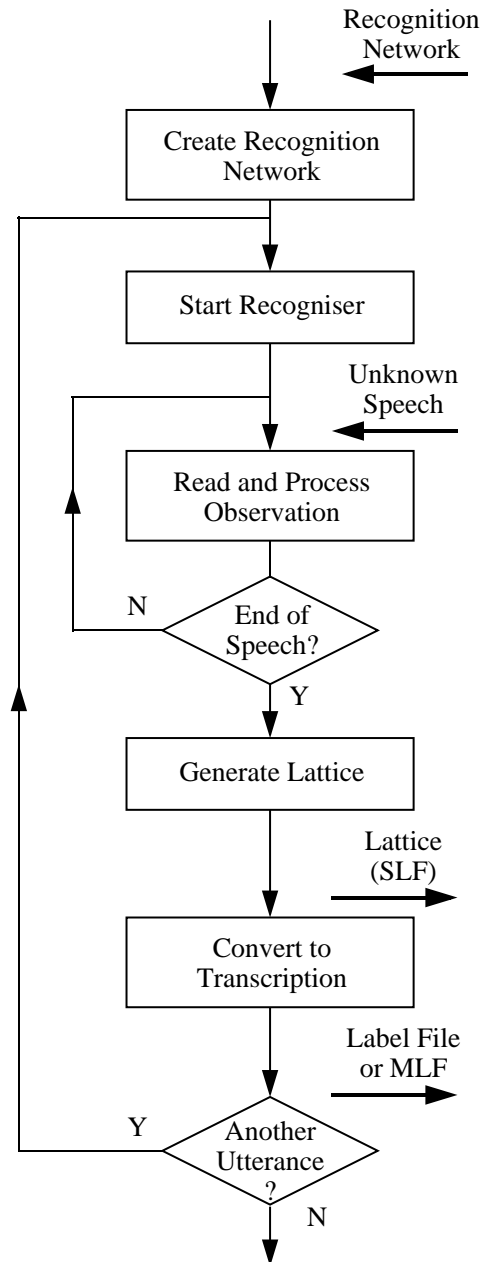 Recognition
Network
Create Recognition
Network
Start Recogniser
Unknown
Speech
Read and Process
Observation
N
End of
Speech?
Y
Generate Lattice
Lattice
(SLF)
Convert to
Transcription
Label File
or MLF
Y
Another
Utterance
?
N